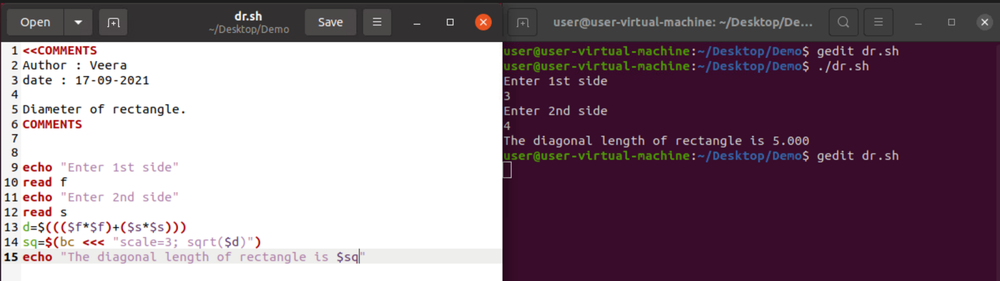 Open
dr.sh
~/Desktop/Demo
Save
1 <<COMMENTS
2 Author : Veera
3 date : 17-09-2021
4
5 Diameter of rectangle.
6 COMMENTS
7
8
9 echo "Enter 1st side"
10 read f
11 echo "Enter 2nd side"
12 read s
13 d=$((($f*$f)+($s*$s)))
14 sq=$(bc <<< "scale=3; sqrt($d)")
15 echo "The diagonal length of rectangle is $sq"
user@user-virtual-machine: ~/Desktop/De...
user@user-virtual-machine:~/Desktop/Demo$ gedit dr.sh
user@user-virtual-machine:~/Desktop/Demo$ ./dr.sh
Enter 1st side
3
Enter 2nd side
4
The diagonal length of rectangle is 5.000
user@user-virtual-machine:~/Desktop/Demo$ gedit dr.sh